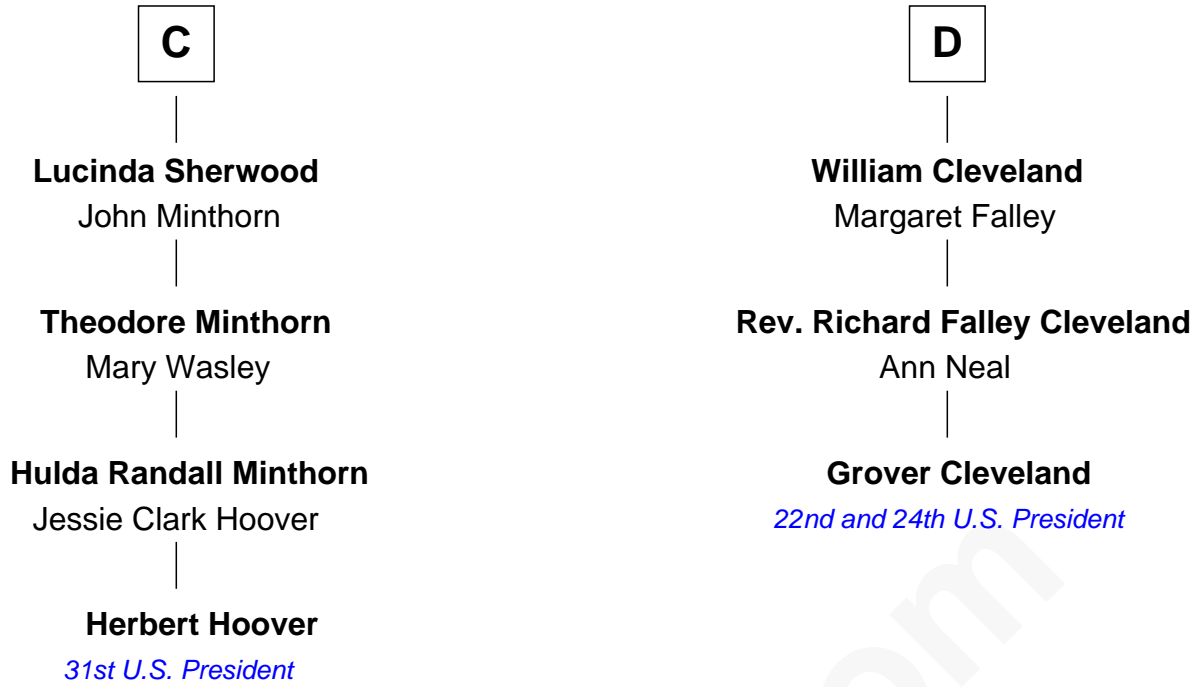 C
Lucinda Sherwood
John Minthorn
Theodore Minthorn
Mary Wasley
Hulda Randall Minthorn
Jessie Clark Hoover
Herbert Hoover
31st U.S. President
D
William Cleveland
Margaret Falley
Rev. Richard Falley Cleveland
Ann Neal
Grover Cleveland
22nd and 24th U.S. President
om